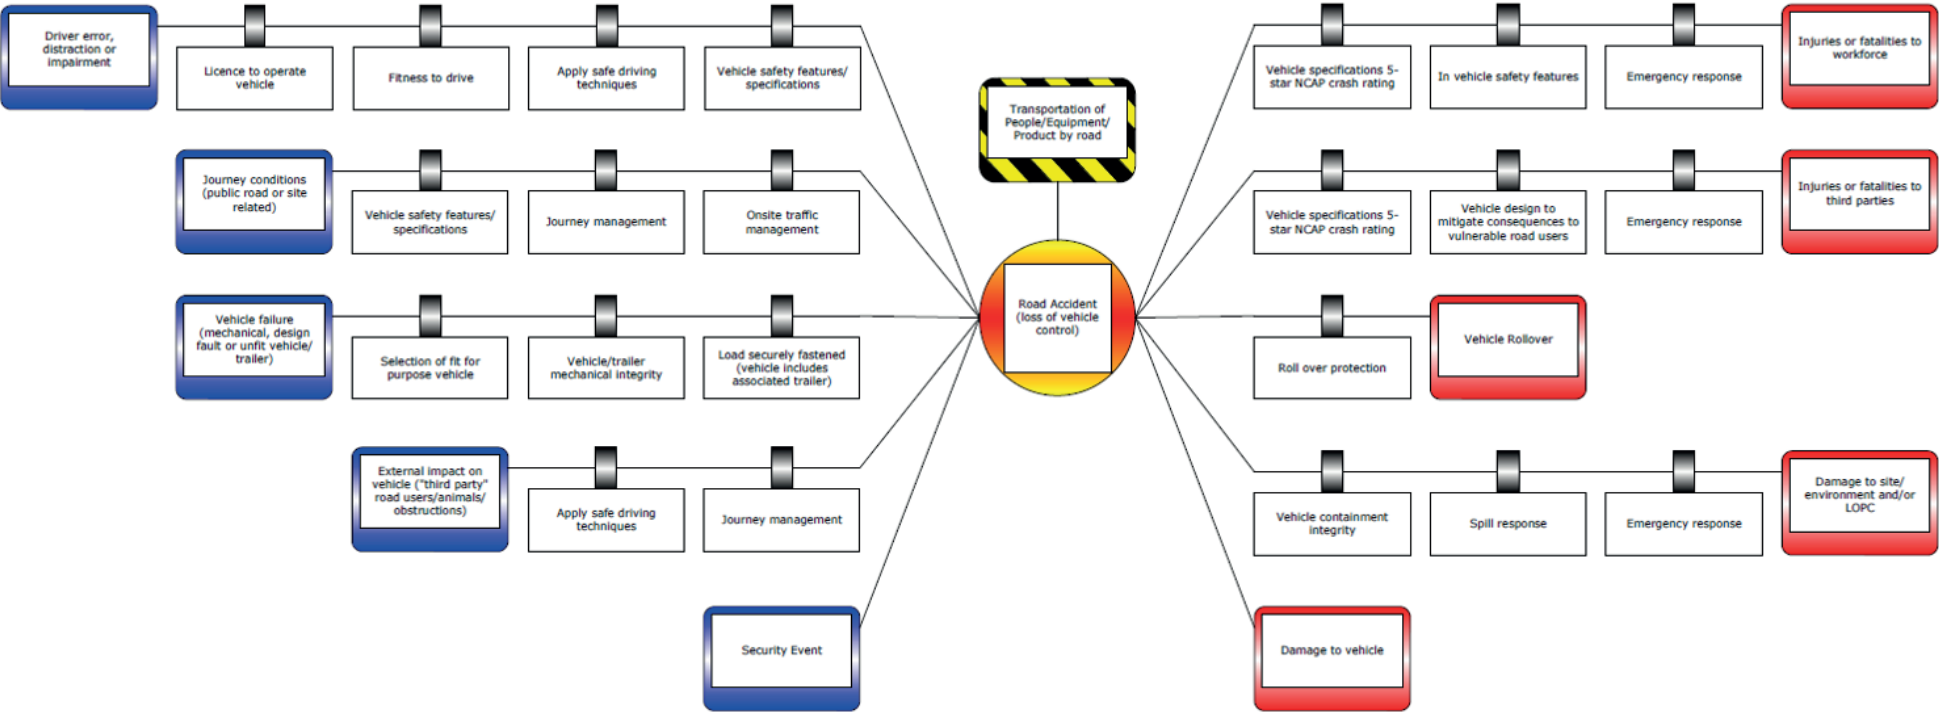 Driver error,
distraction or
impairment
Licence to operate
vehicle
Fitness to drive
Apply safe driving
techniques
Vehicle safety features/
specifications
Journey conditions
(public road or site
related)
Vehicle safety features/
specifications
Journey management
Onsite traffic
management
Vehicle failure
(mechanical, design
fault or unfit vehicle/
trailer)
Selection of fit for
purpose vehicle
Vehicle/trailer
mechanical integrity
Load securely fastened
(vehicle includes
associated trailer)
External impact on
vehicle ("third party"
road users/animals/
obstructions)
Apply safe driving
techniques
Journey management
Security Event
Transportation of
People/Equipment/
Product by road
Road Accident
(loss of vehicle
control)
Vehicle specifications 5-
star NCAP crash rating
In vehicle safety features
Emergency response
Injuries or fatalities to
workforce
Vehicle specifications 5-
star NCAP crash rating
Vehicle design to
mitigate consequences to
vulnerable road users
Emergency response
Injuries or fatalities to
third parties
Roll over protection
Vehicle Rollover
Vehicle containment
integrity
Spill response
Emergency response
Damage to site/
environment and/or
LOPC
Damage to vehicle